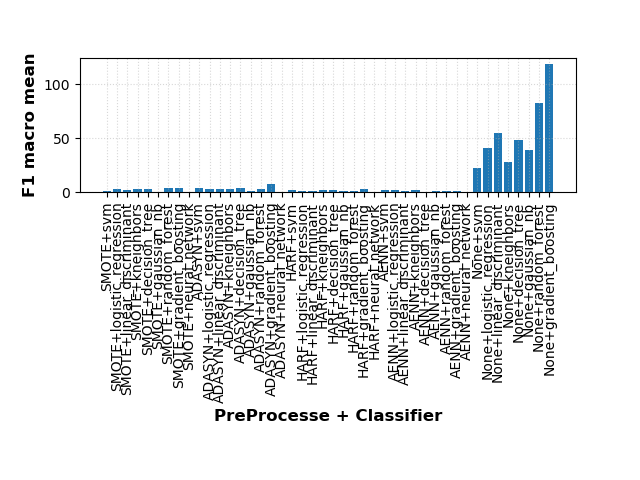 F1 macro mean
100
50
0
SMOTE+svm
SMOTE+logistic_regression
SMOTE+linear_discriminant
SMOTE+kneighbors
SMOTE+decision_tree
SMOTE+gaussian_nb
SMOTE+random_forest
SMOTE+gradient_boosting
SMOTE+neural_network
ADASYN+svm
ADASYN+logistic_regression
ADASYN+linear_discriminant
ADASYN+kneighbors
ADASYN+decision_tree
ADASYN+gaussian_nb
ADASYN+random_forest
ADASYN+gradient_boosting
ADASYN+neural_network
HARF+svm
HARF+logistic_regression
HARF+linear_discriminant
HARF+kneighbors
HARF+decision_tree
HARF+gaussian_nb
HARF+random_forest
HARF+gradient_boosting
HARF+neural_network
AENN+svm
AENN+logistic_regression
AENN+linear_discriminant
AENN+kneighbors
AENN+decision_tree
AENN+gaussian_nb
AENN+random_forest
AENN+gradient_boosting
AENN+neural_network
None+svm
None+logistic_regression
None+linear_discriminant
None+kneighbors
None+decision_tree
None+gaussian_nb
None+random_forest
None+gradient_boosting
PreProcesse + Classifier